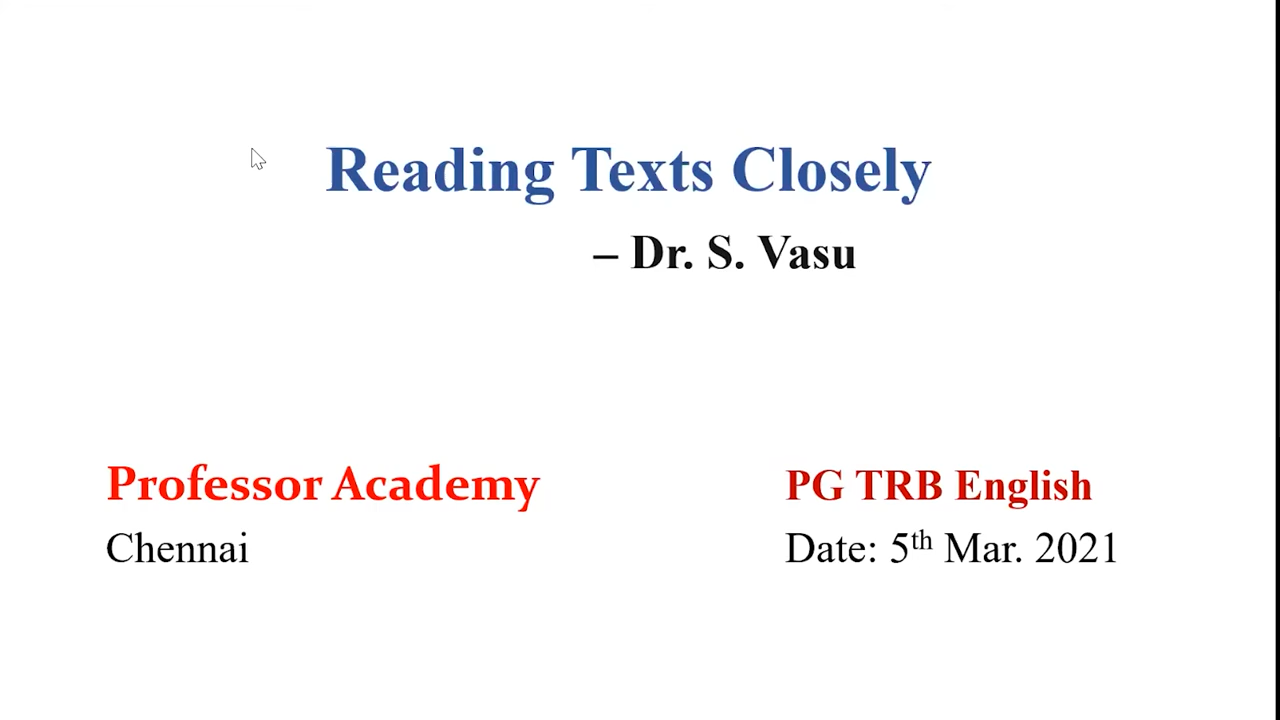 Reading Texts Closely
– Dr. S. Vasu
Professor Academy
Chennai
PG TRB English
Date: 5th Mar. 2021